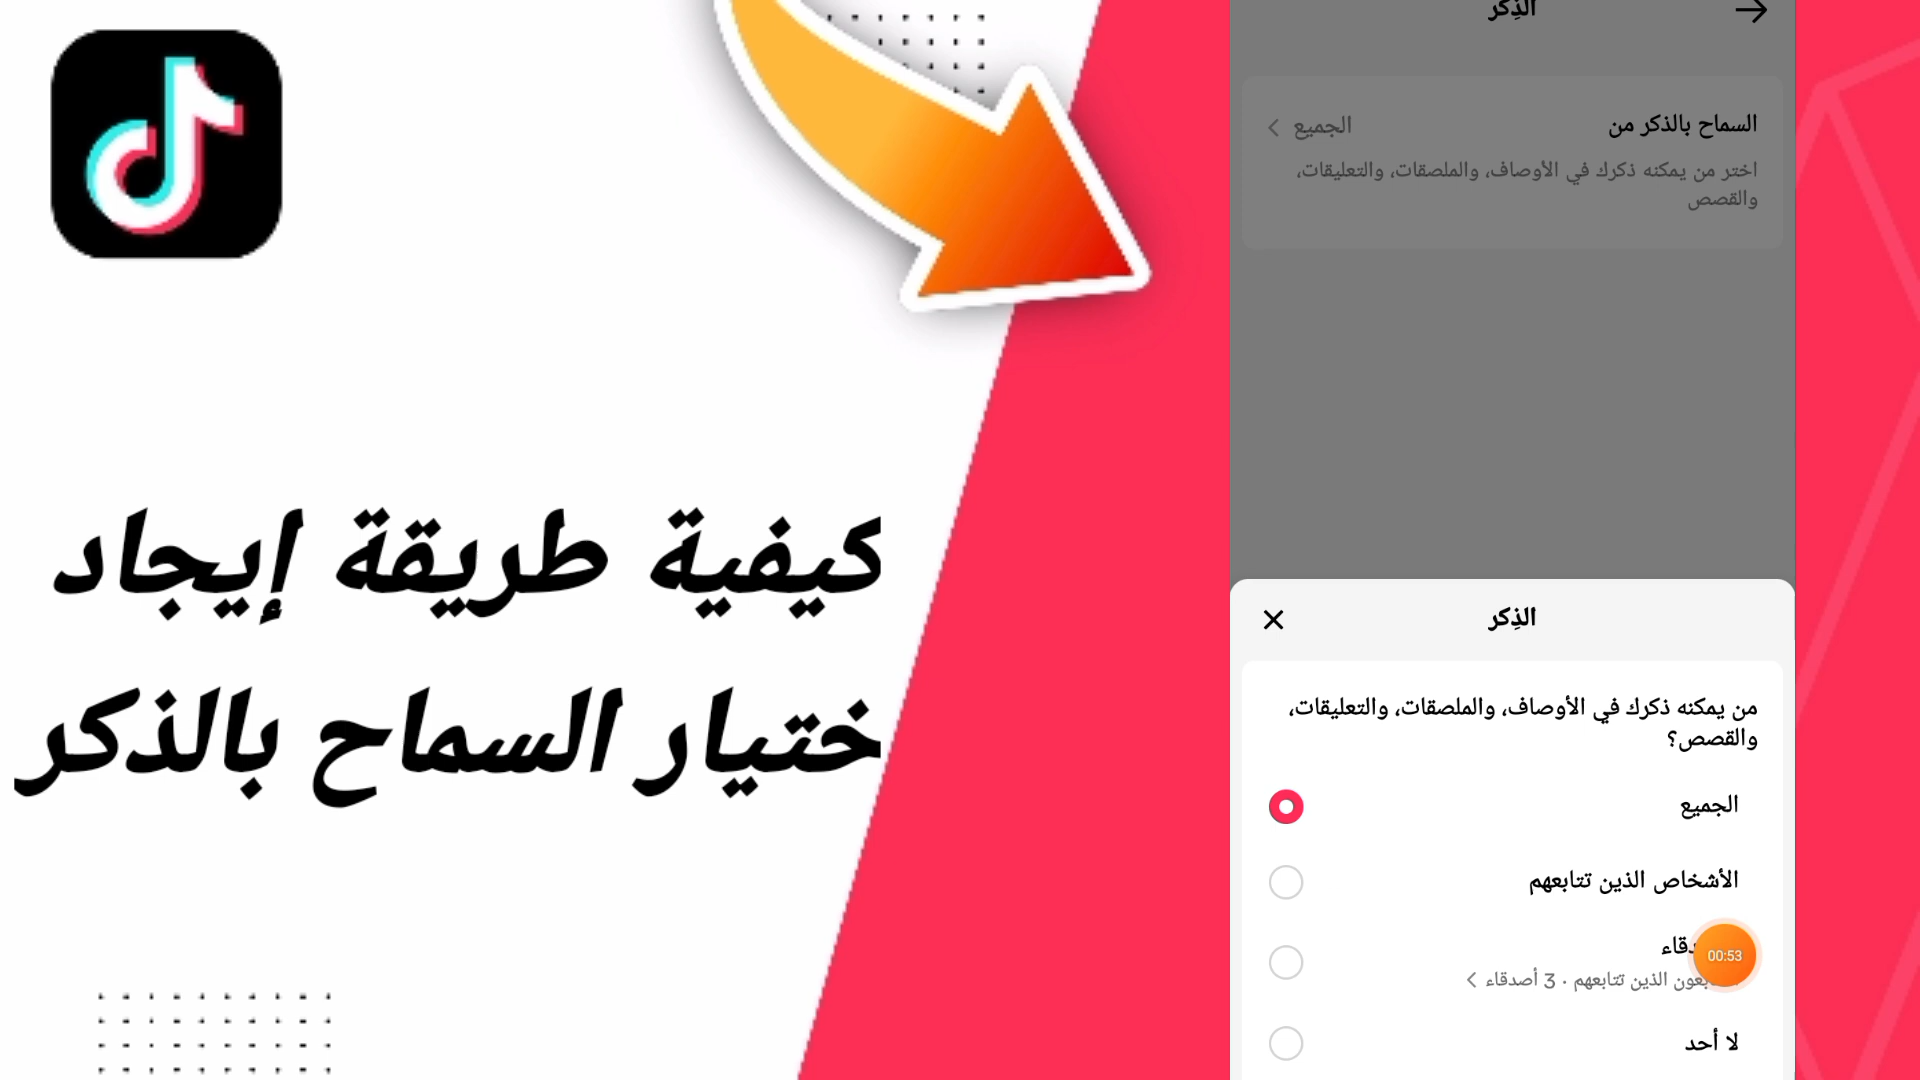 كيفية طريقة إيجاد
ختيار السماح بالذكر
الذِكر
السماح بالذكر من
الجميع
اختر من يمكنه ذكرك في الأوصاف، والملصقات، والتعليقات،
والقصص
الذِكر
من يمكنه ذكرك في الأوصاف، والملصقات، والتعليقات،
والقصص؟
الجميع
الأشخاص الذين تتابعهم
00:53
الذين تتابعهم · 3 أصدقاء
لا أحد